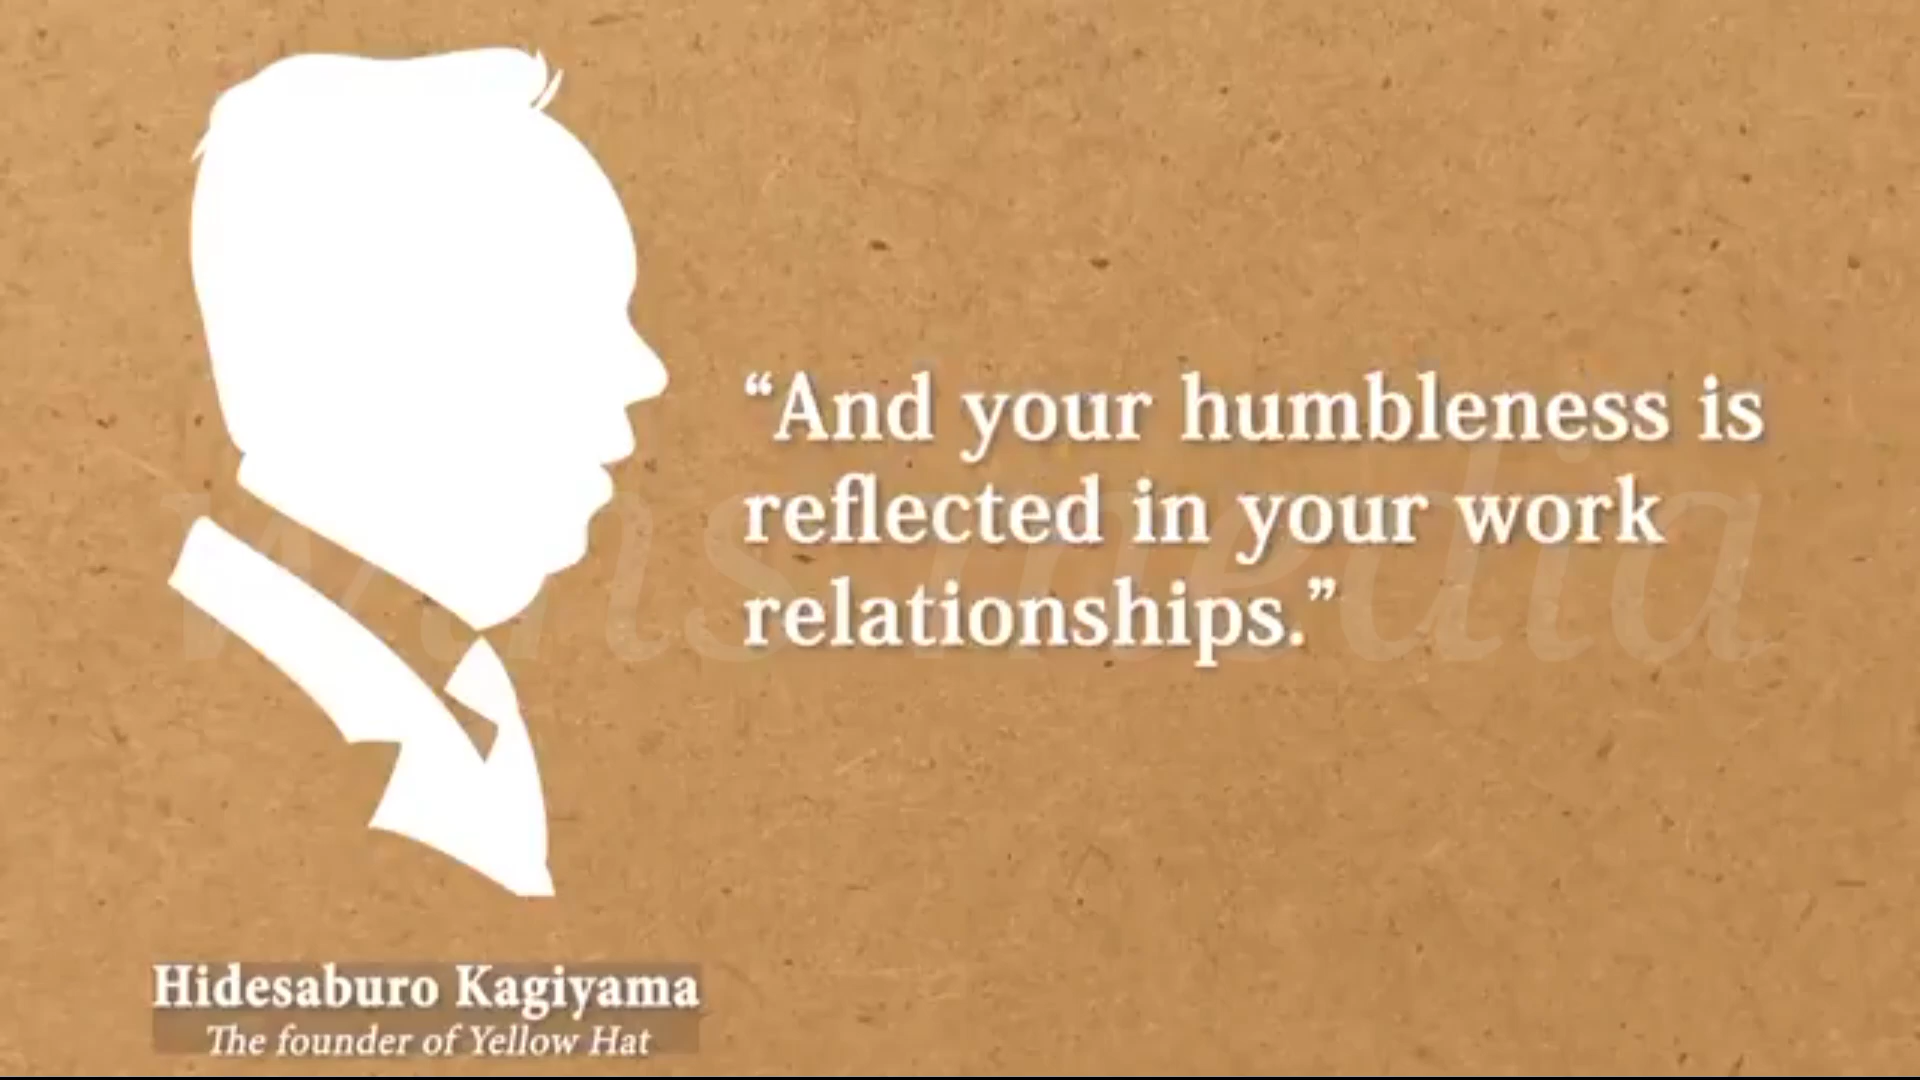 “And your humbleness is
reflected in your work
relationships.”
Hidesaburo Kagiyama
The founder of Yellow Hat